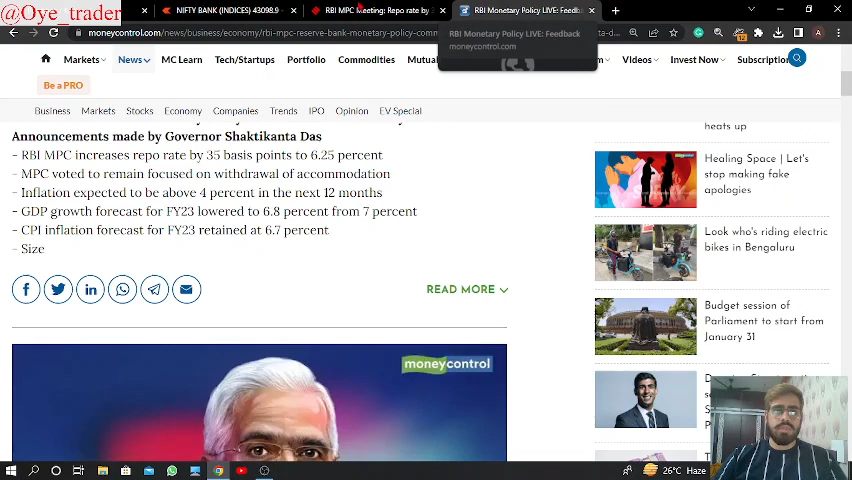 @Oye_trader
NIFTY BANK (INDICES) 43098.9
RBI MPC Meeting: Repo rate by
RBI Monetary Policy LIVE: Feedb
moneycontrol.com/news/business/economy/rbi-mpc-reserve-bank-monetary-policy-com
RBI Monetary Policy LIVE: Feedback
moneycontrol.com
12
A
Markets
News
MC Learn
Tech/Startups
Portfolio
Commodities
Mutual
Videos
Invest Now
Subscription
Be a PRO
Business
Markets
Stocks
Economy
Companies
Trends
IPO
Opinion
EV Special
Announcements made by Governor Shaktikanta Das
- RBI MPC increases repo rate by 35 basis points to 6.25 percent
- MPC voted to remain focused on withdrawal of accommodation
- Inflation expected to be above 4 percent in the next 12 months
- GDP growth forecast for FY23 lowered to 6.8 percent from 7 percent
- CPI inflation forecast for FY23 retained at 6.7 percent
- Size
READ MORE
moneycontrol
heats up
Healing Space | Let's
stop making fake
apologies
Look who's riding electric
bikes in Bengaluru
Budget session of
Parliament to start from
January 31
26°C Haze